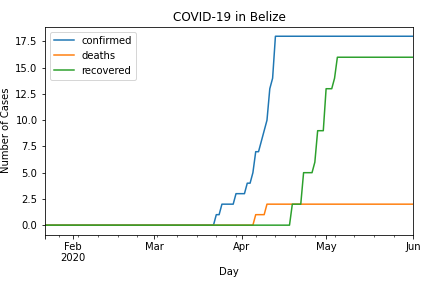 COVID-19 in Belize
confirmed
deaths
recovered
Number of Cases
17.5
15.0
12.5
10.0
7.5
5.0
2.5
0.0
Feb
2020
Mar
Apr
May
Jun
Day